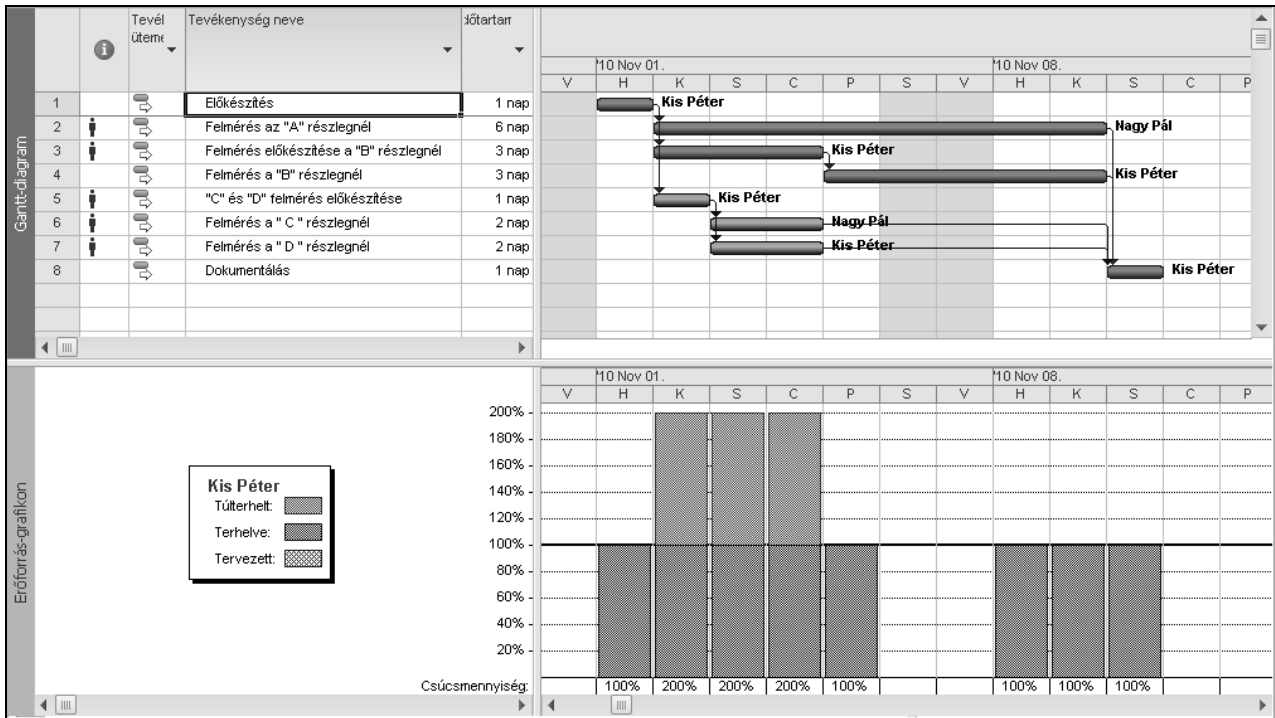 Tevél üteme
Tevékenység neve
dőtartam
Gantt-diagram
1 Előkészítés 1 nap
2 Felmérés az "A" részlegnél 6 nap
3 Felmérés előkészítése a "B" részlegnél 3 nap
4 Felmérés a "B" részlegnél 3 nap
5 "C" és "D" felmérés előkészítése 1 nap
6 Felmérés a " C " részlegnél 2 nap
7 Felmérés a " D " részlegnél 2 nap
8 Dokumentálás 1 nap
'10 Nov 01. '10 Nov 08.
V H K S C P S V H K S C P
Kis Péter
Nagy Pál
Kis Péter
Kis Péter
Kis Péter
Nagy Pál
Kis Péter
Kis Péter
Erőforrás-grafikon
Kis Péter
Túlterhelt:
Terhelve:
Tervezett:
'10 Nov 01. '10 Nov 08.
V H K S C P S V H K S C P
200%
180%
160%
140%
120%
100%
80%
60%
40%
20%
Csúcsmennyiség: 100% 200% 200% 200% 100% 100% 100% 100%